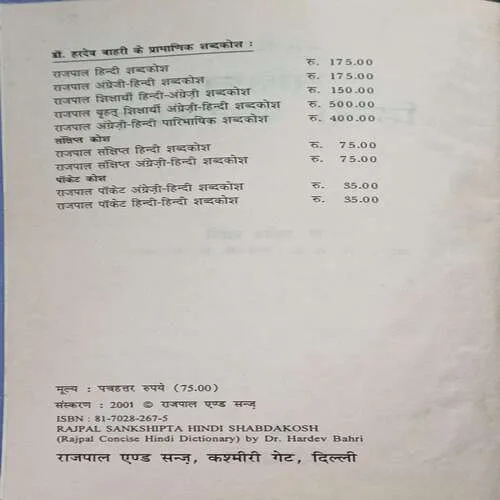 डॉ. हरदेव बाहरी के प्रामाणिक शब्दकोश :
राजपाल हिन्दी शब्दकोश रु. 175.00
राजपाल अंग्रेजी-हिन्दी शब्दकोश रु. 175.00
राजपाल शिक्षार्थी हिन्दी-अंग्रेज़ी शब्दकोश रु. 150.00
राजपाल बृहत् शिक्षार्थी अंग्रेज़ी-हिन्दी शब्दकोश रु. 500.00
राजपाल अंग्रेज़ी-हिन्दी पारिभाषिक शब्दकोश रु. 400.00
संक्षिप्त कोश
राजपाल संक्षिप्त हिन्दी शब्दकोश रु. 75.00
राजपाल संक्षिप्त अंग्रेज़ी-हिन्दी शब्दकोश रु. 75.00
पॉकेट कोश
राजपाल पॉकेट अंग्रेज़ी-हिन्दी शब्दकोश रु. 35.00
राजपाल पॉकेट हिन्दी-हिन्दी शब्दकोश रु. 35.00
मूल्य : पचहत्तर रुपये (75.00)
संस्करण : 2001 © राजपाल एण्ड सन्ज़
ISBN : 81-7028-267-5
RAJPAL SANKSHIPTA HINDI SHABDAKOSH
(Rajpal Concise Hindi Dictionary) by Dr. Hardev Bahri
राजपाल एण्ड सन्ज़, कश्मीरी गेट, दिल्ली